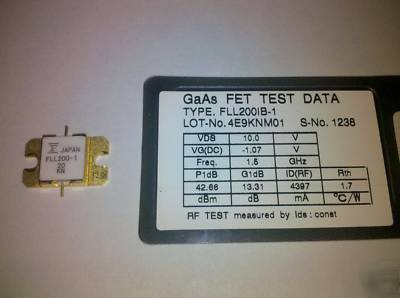 JAPAN
FLL200-1
20
KN
GaAs FET TEST DATA
TYPE. FLL200IB-1
LOT-No. 4E9KNM01 S-No. 1238
VDS 10.0 V
VG(DC) -1.07 V
Freq. 1.5 GHz
P1dB G1dB ID(RF) Rth
42.66 13.31 4397 1.7
dBm dB mA °C/W
RF TEST measured by Ids: const